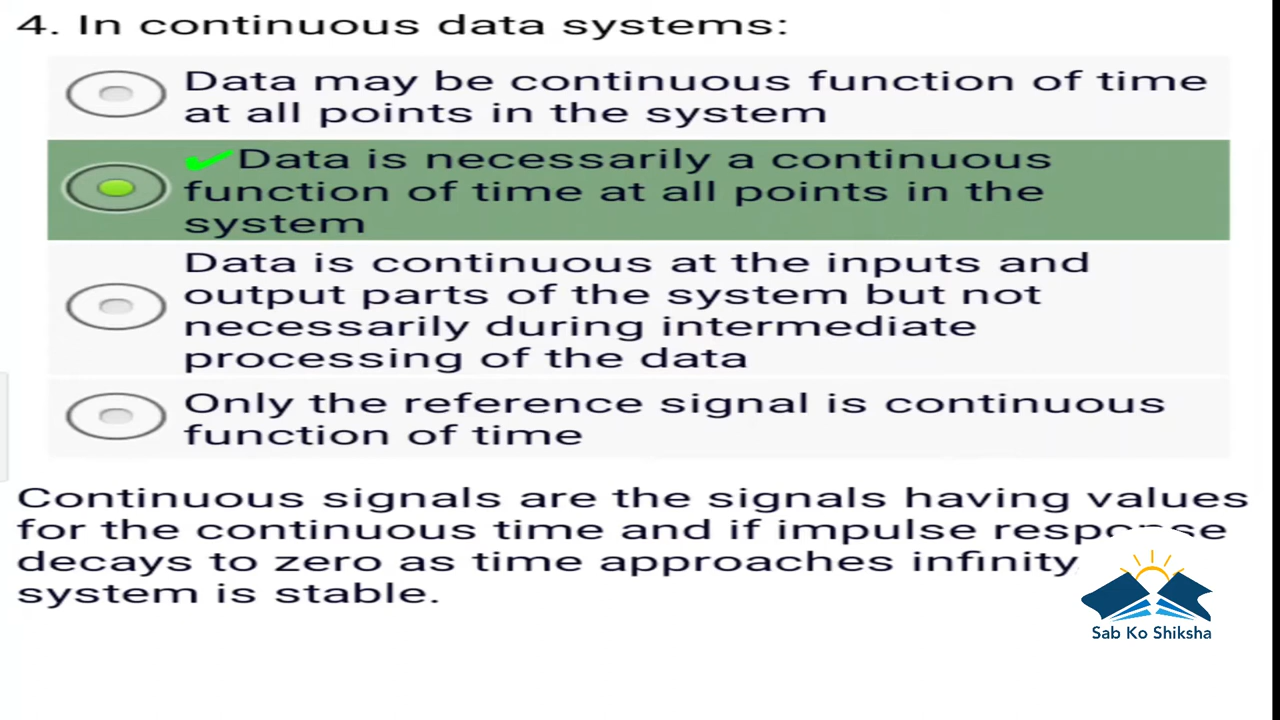 4. In continuous data systems:
Data may be continuous function of time
at all points in the system
✔Data is necessarily a continuous
function of time at all points in the
system
Data is continuous at the inputs and
output parts of the system but not
necessarily during intermediate
processing of the data
Only the reference signal is continuous
function of time
Continuous signals are the signals having values
for the continuous time and if impulse response
decays to zero as time approaches infinity
system is stable.
Sab Ko Shiksha